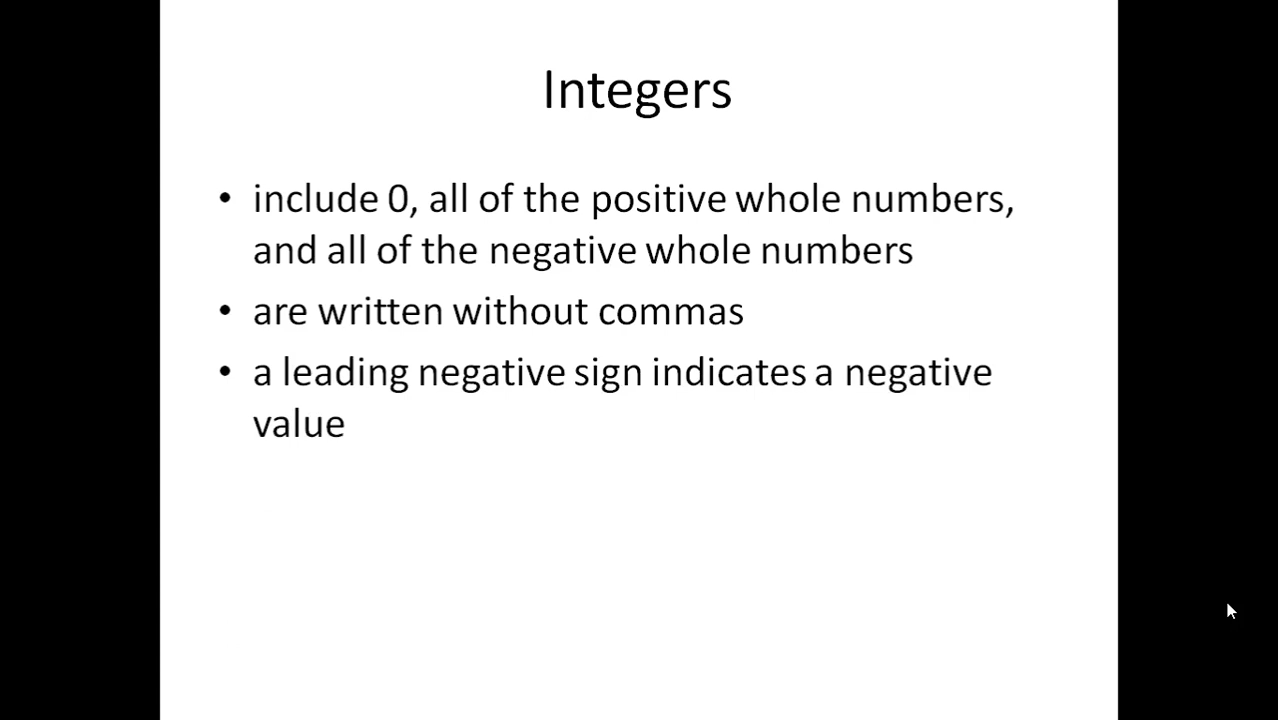 Integers
• include 0, all of the positive whole numbers,
and all of the negative whole numbers
• are written without commas
• a leading negative sign indicates a negative
value